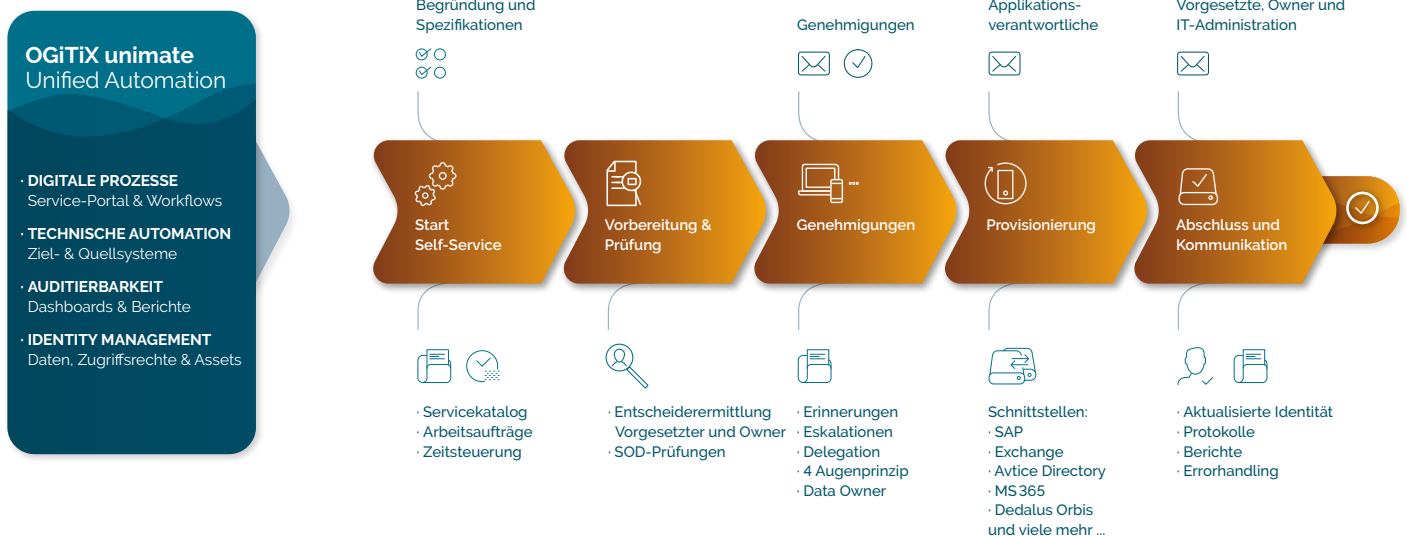 OGiTiX unimate
Unified Automation
· DIGITALE PROZESSE
Service-Portal & Workflows
· TECHNISCHE AUTOMATION
Ziel- & Quellsysteme
· AUDITIERBARKEIT
Dashboards & Berichte
· IDENTITY MANAGEMENT
Daten, Zugriffsrechte & Assets
Begründung und
Spezifikationen
Genehmigungen
Applikations-
verantwortliche
Vorgesetzte, Owner und
IT-Administration
Start
Self-Service
Vorbereitung &
Prüfung
Genehmigungen
Provisionierung
Abschluss und
Kommunikation
· Servicekatalog
· Arbeitsaufträge
· Zeitsteuerung
· Entscheiderermittlung
Vorgesetzter und Owner
· SOD-Prüfungen
· Erinnerungen
· Eskalationen
· Delegation
· 4 Augenprinzip
· Data Owner
Schnittstellen:
· SAP
· Exchange
· Avtice Directory
· MS365
· Dedalus Orbis
und viele mehr ...
· Aktualisierte Identität
· Protokolle
· Berichte
· Errorhandling